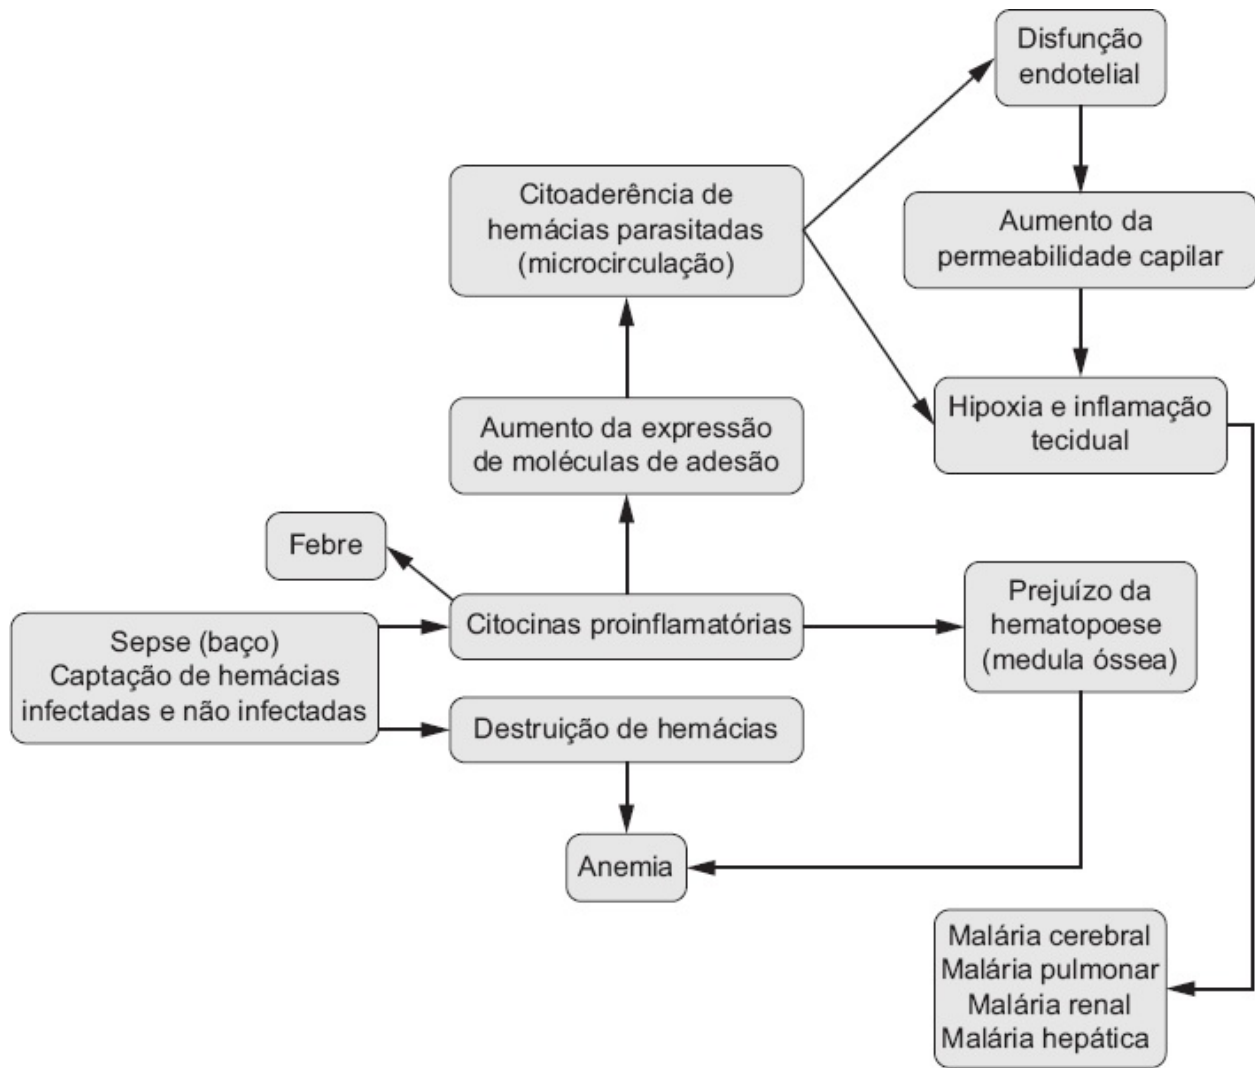 Disfunção
endotelial
Citoaderência de
hemácias parasitadas
(microcirculação)
Aumento da
permeabilidade capilar
Hipoxia e inflamação
tecidual
Aumento da expressão
de moléculas de adesão
Febre
Citocinas proinflamatórias
Prejuízo da
hematopoese
(medula óssea)
Sepse (baço)
Captação de hemácias
infectadas e não infectadas
Destruição de hemácias
Anemia
Malária cerebral
Malária pulmonar
Malária renal
Malária hepática